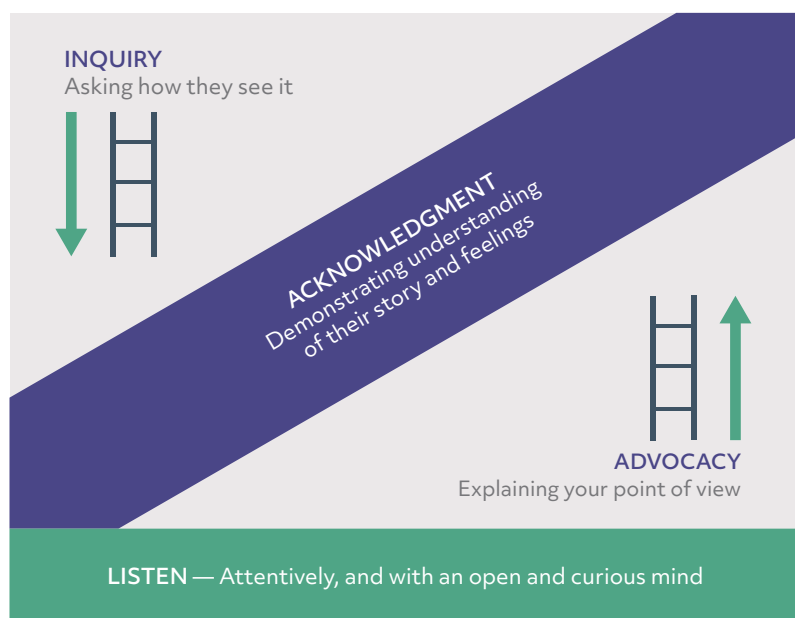 INQUIRY
Asking how they see it
ACKNOWLEDGMENT
Demonstrating understanding
of their story and feelings
ADVOCACY
Explaining your point of view
LISTEN — Attentively, and with an open and curious mind